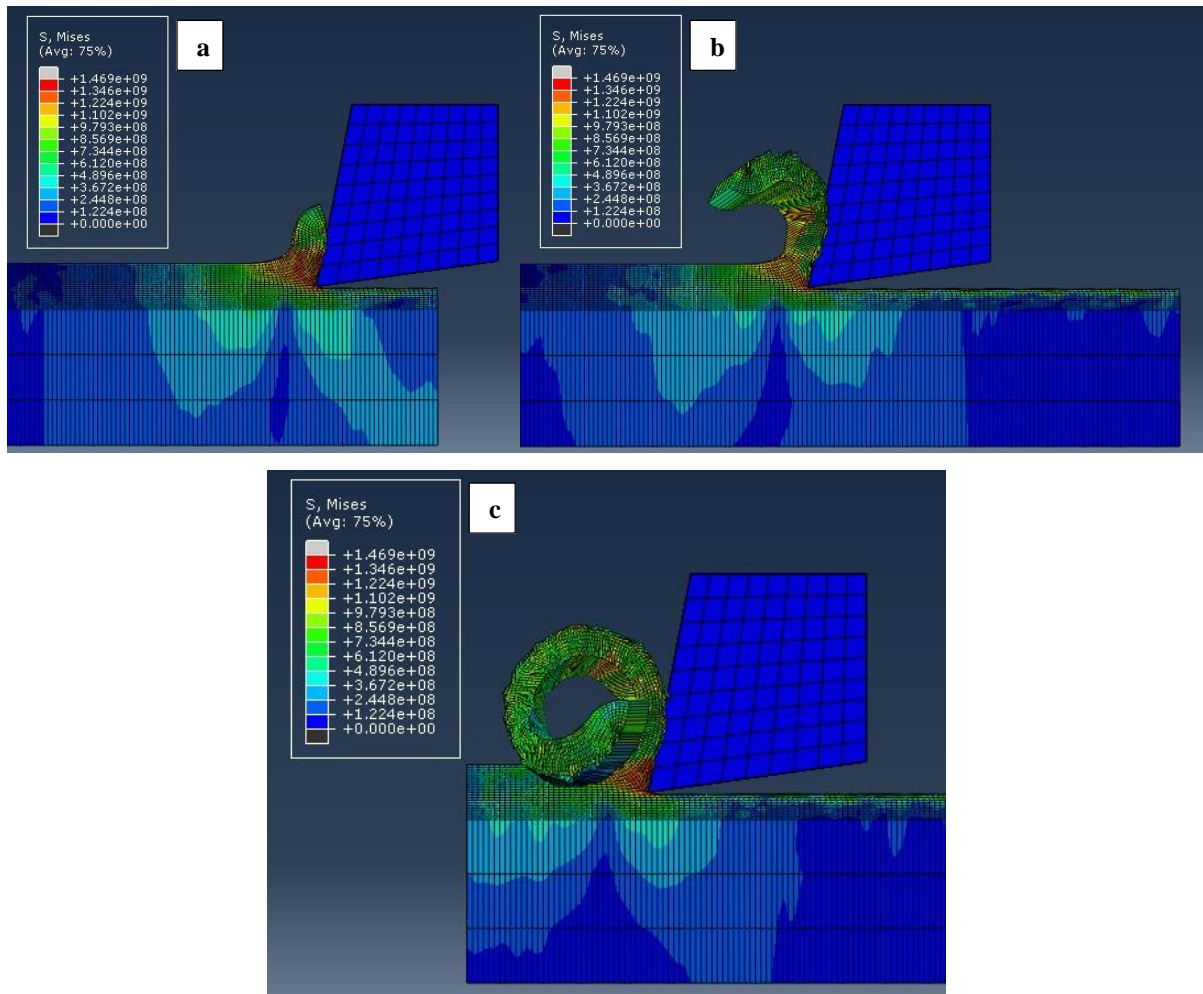 S, Mises
(Avg: 75%)
+1.469e+09
+1.346e+09
+1.224e+09
+1.102e+09
+9.793e+08
+8.569e+08
+7.344e+08
+6.120e+08
+4.896e+08
+3.672e+08
+2.448e+08
+1.224e+08
+0.000e+00
a
S, Mises
(Avg: 75%)
+1.469e+09
+1.346e+09
+1.224e+09
+1.102e+09
+9.793e+08
+8.569e+08
+7.344e+08
+6.120e+08
+4.896e+08
+3.672e+08
+2.448e+08
+1.224e+08
+0.000e+00
b
S, Mises
(Avg: 75%)
+1.469e+09
+1.346e+09
+1.224e+09
+1.102e+09
+9.793e+08
+8.569e+08
+7.344e+08
+6.120e+08
+4.896e+08
+3.672e+08
+2.448e+08
+1.224e+08
+0.000e+00
c